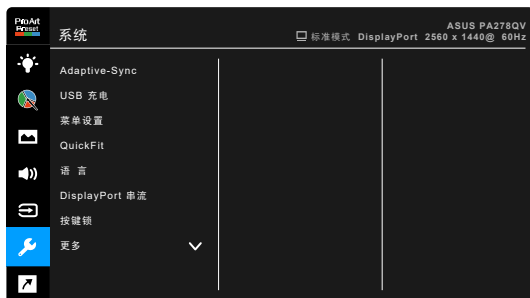 ProArt
Preset
系统
ASUS PA278QV
标准模式 DisplayPort 2560 x 1440@ 60Hz
Adaptive-Sync
USB 充电
菜单设置
QuickFit
语 言
DisplayPort 串流
按键锁
更多